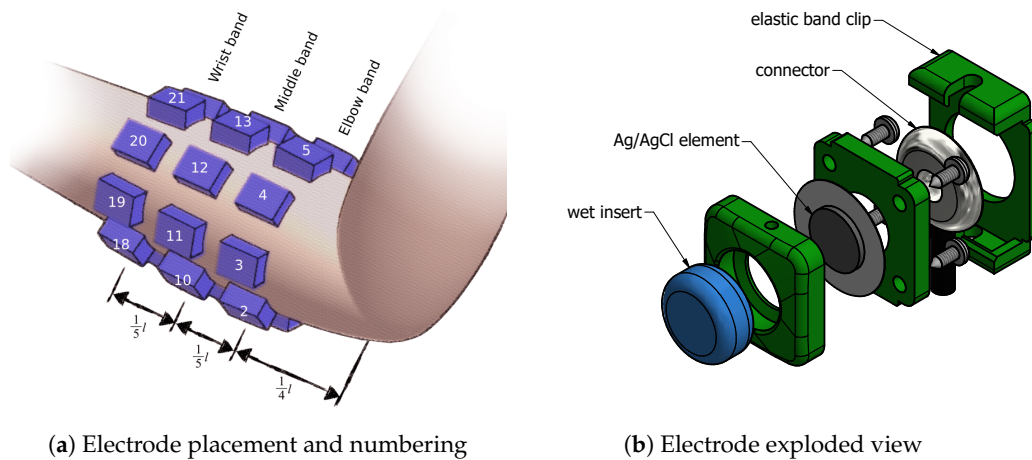 Wrist band
Middle band
Elbow band
21
13
5
20
12
4
19
11
3
18
10
2
1/5 l
1/5 l
1/4 l
(a) Electrode placement and numbering
elastic band clip
connector
Ag/AgCl element
wet insert
(b) Electrode exploded view